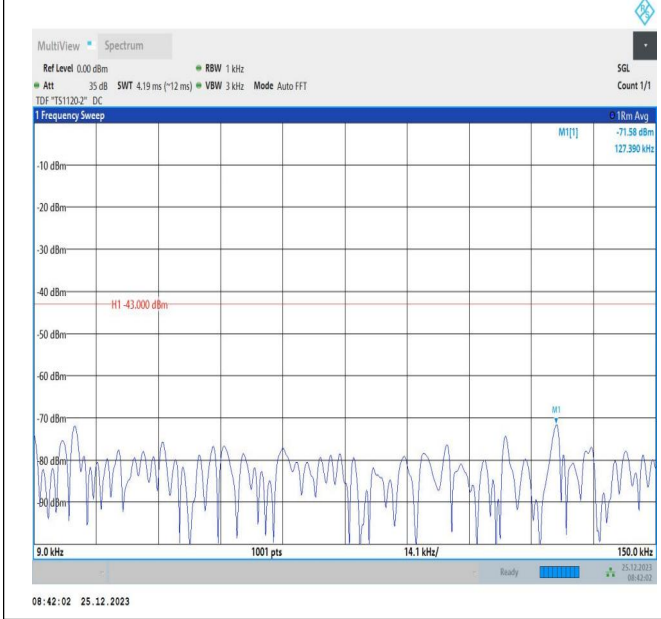 MultiView Spectrum
Ref Level 0.00 dBm RBW 1 kHz SGL
Att 35 dB SWT 4.19 ms (~12 ms) VBW 3 kHz Mode Auto FFT Count 1/1
TDF "TS1120-2" DC
1 Frequency Sweep 1Rm Avg
M1[1] -71.58 dBm
127.390 kHz
-10 dBm
-20 dBm
-30 dBm
-40 dBm
H1 -43.000 dBm
-50 dBm
-60 dBm
-70 dBm
M1
-80 dBm
-90 dBm
9.0 kHz 1001 pts 14.1 kHz/ 150.0 kHz
Ready 25.12.2023
08:42:02
08:42:02 25.12.2023